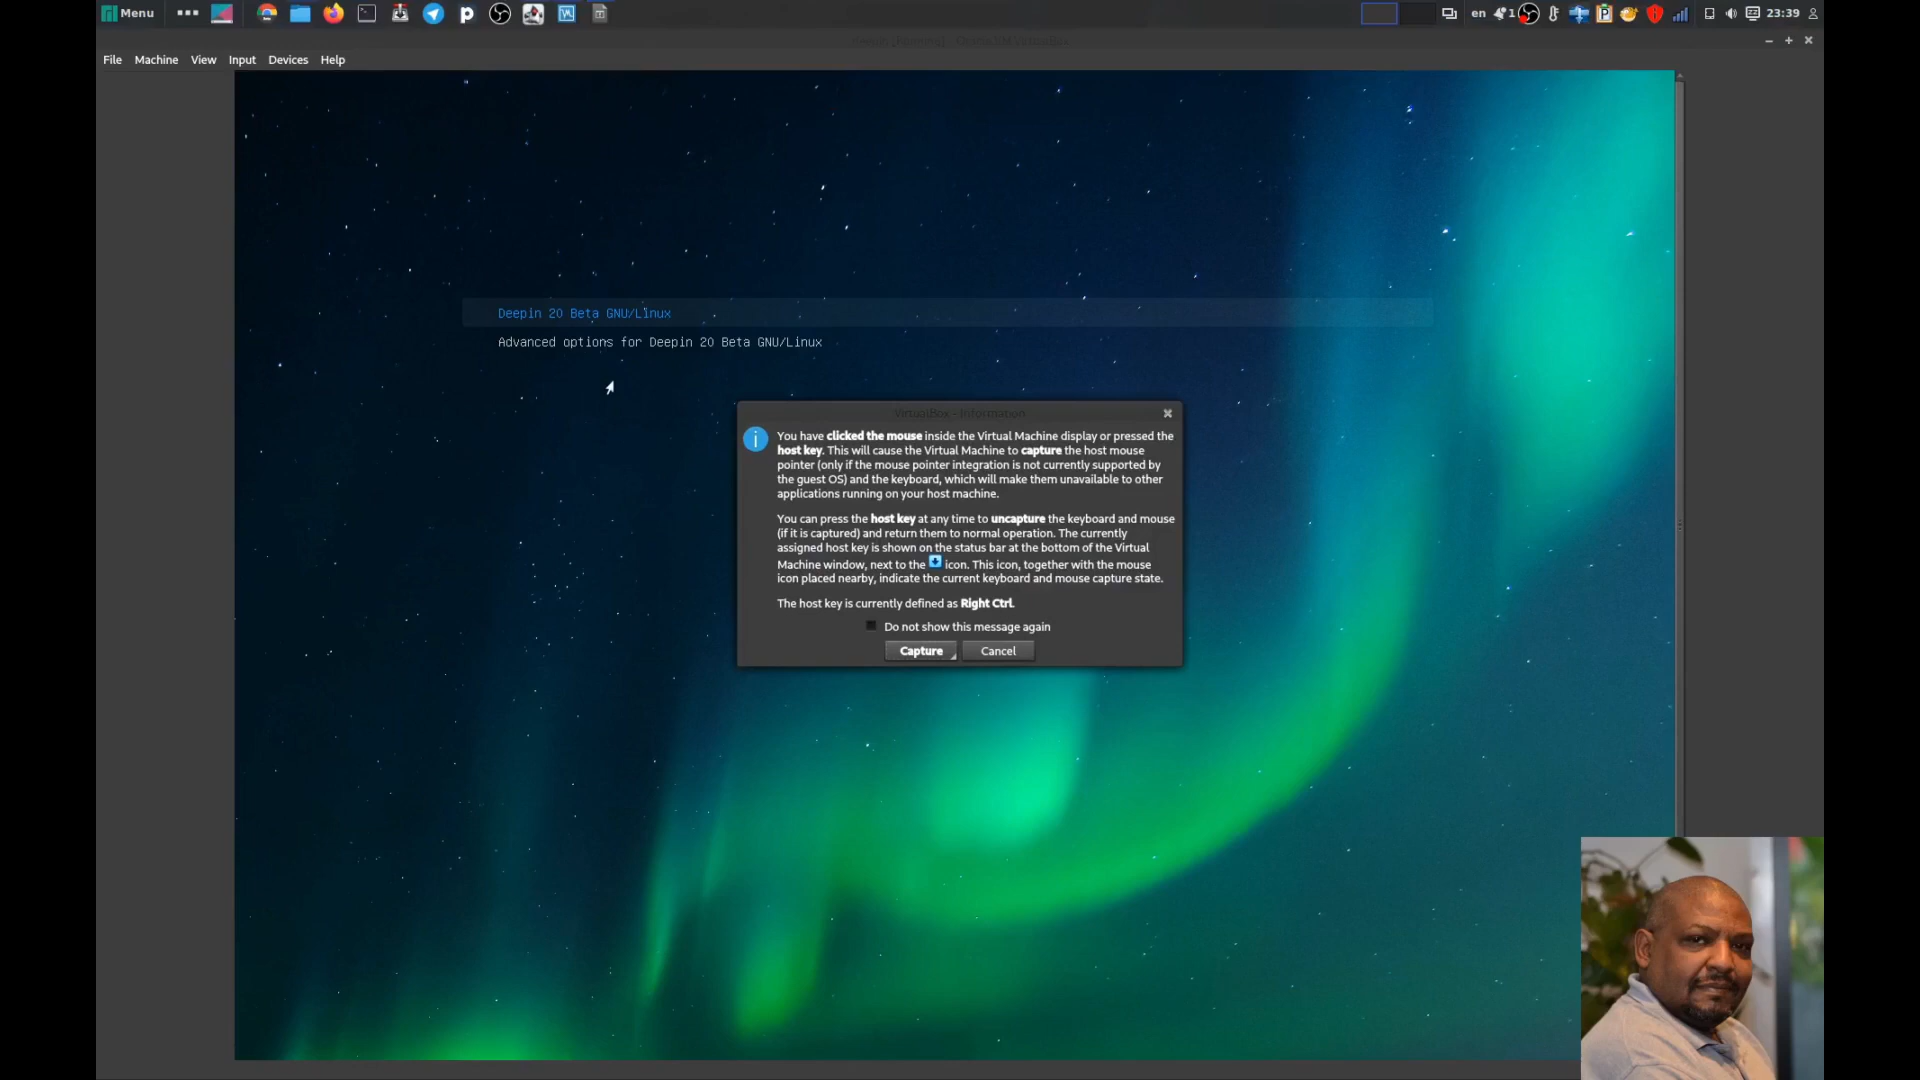 Menu
en
1
23:39
File Machine View Input Devices Help
Deepin 20 Beta GNU/Linux
Advanced options for Deepin 20 Beta GNU/Linux
VirtualBox - Information
You have clicked the mouse inside the Virtual Machine display or pressed the
host key. This will cause the Virtual Machine to capture the host mouse
pointer (only if the mouse pointer integration is not currently supported by
the guest OS) and the keyboard, which will make them unavailable to other
applications running on your host machine.
You can press the host key at any time to uncapture the keyboard and mouse
(if it is captured) and return them to normal operation. The currently
assigned host key is shown on the status bar at the bottom of the Virtual
Machine window, next to the icon. This icon, together with the mouse
icon placed nearby, indicate the current keyboard and mouse capture state.
The host key is currently defined as Right Ctrl.
Do not show this message again
Capture Cancel